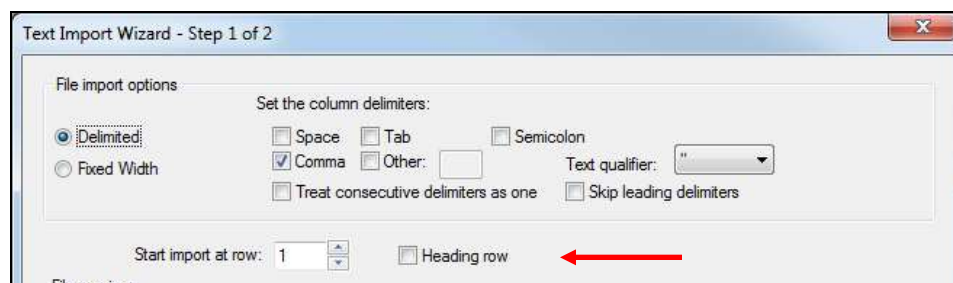 Text Import Wizard - Step 1 of 2
File import options
Set the column delimiters:
Delimited
Space
Tab
Semicolon
Fixed Width
Comma
Other:
Text qualifier: "
Treat consecutive delimiters as one
Skip leading delimiters
Start import at row: 1
Heading row